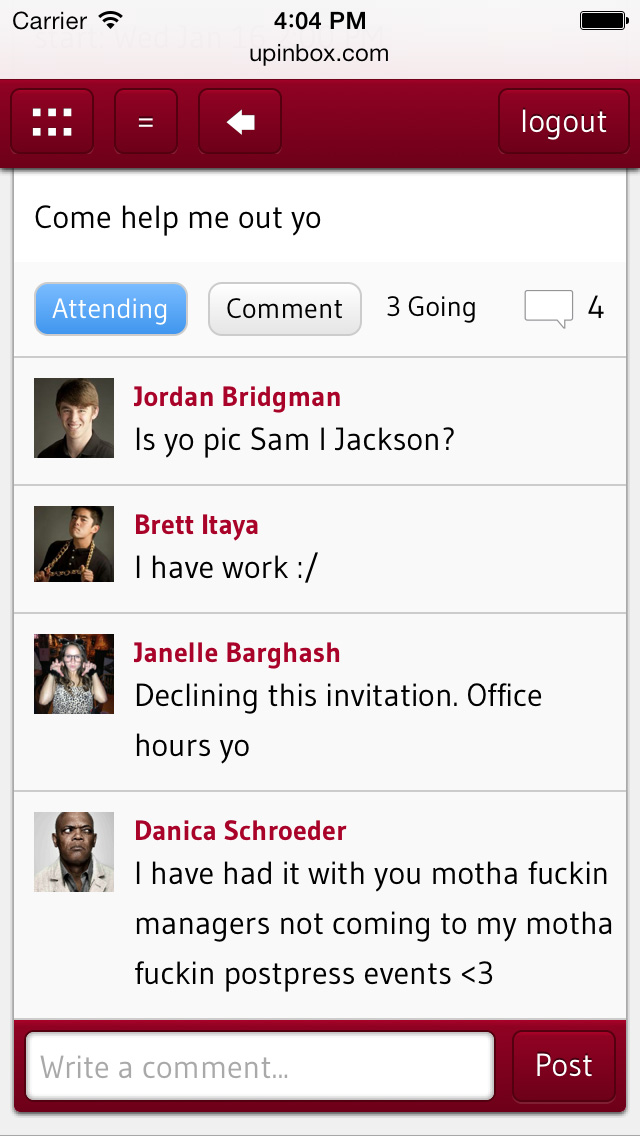 Carrier 4:04 PM
upinbox.com
= logout
Come help me out yo
Attending Comment 3 Going 4
Jordan Bridgman
Is yo pic Sam l Jackson?
Brett Itaya
I have work :/
Janelle Barghash
Declining this invitation. Office
hours yo
Danica Schroeder
I have had it with you motha fuckin
managers not coming to my motha
fuckin postpress events <3
Write a comment... Post